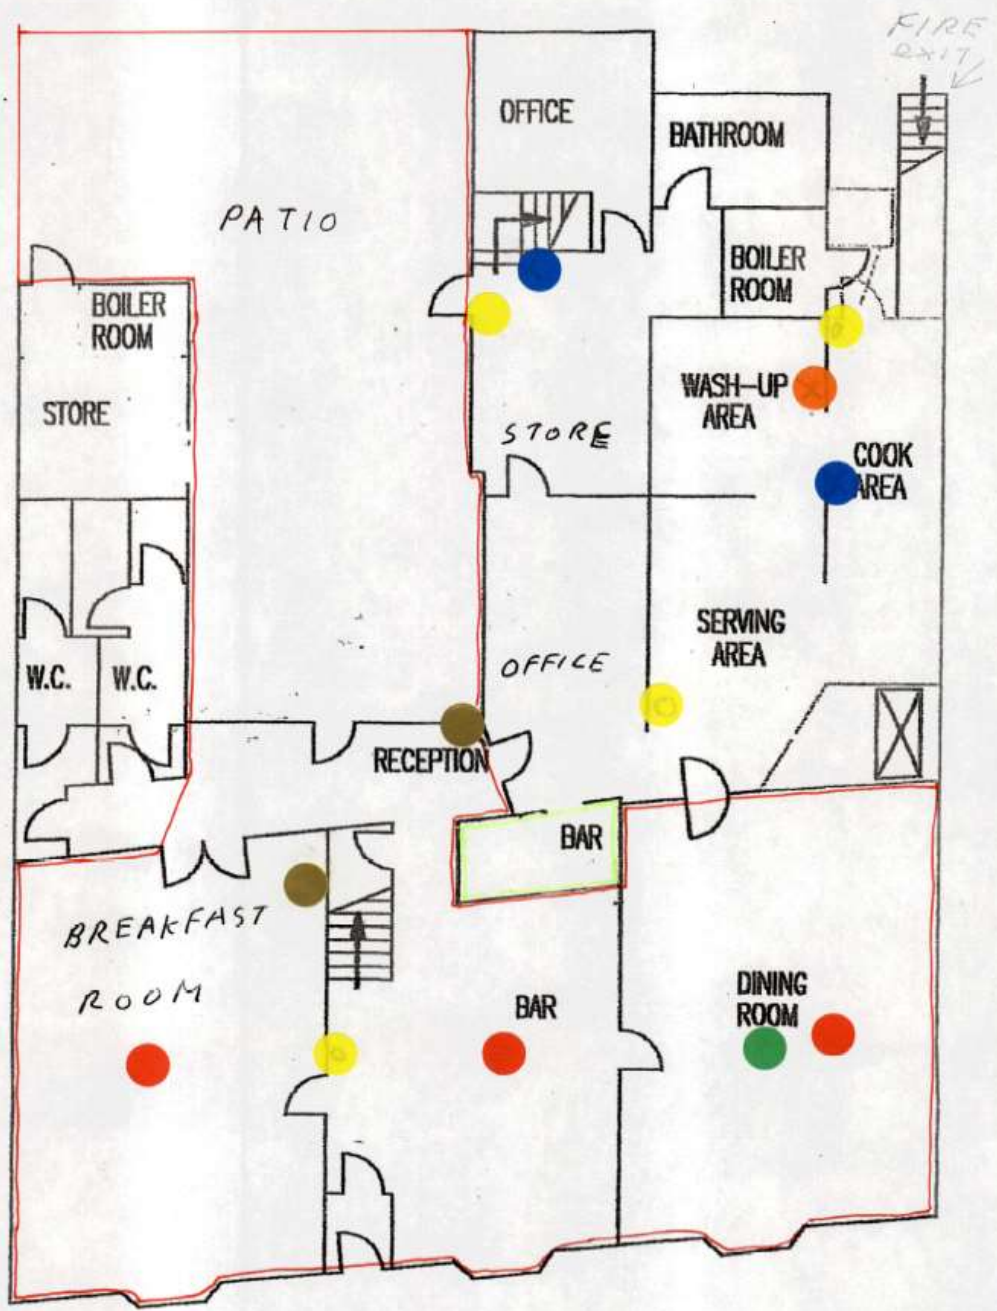 FIRE
EXIT
OFFICE
BATHROOM
PATIO
BOILER
ROOM
BOILER
ROOM
STORE
WASH-UP
AREA
STORE
COOK
AREA
SERVING
AREA
OFFICE
W.C.
W.C.
RECEPTION
BAR
BREAKFAST
ROOM
DINING
ROOM
BAR